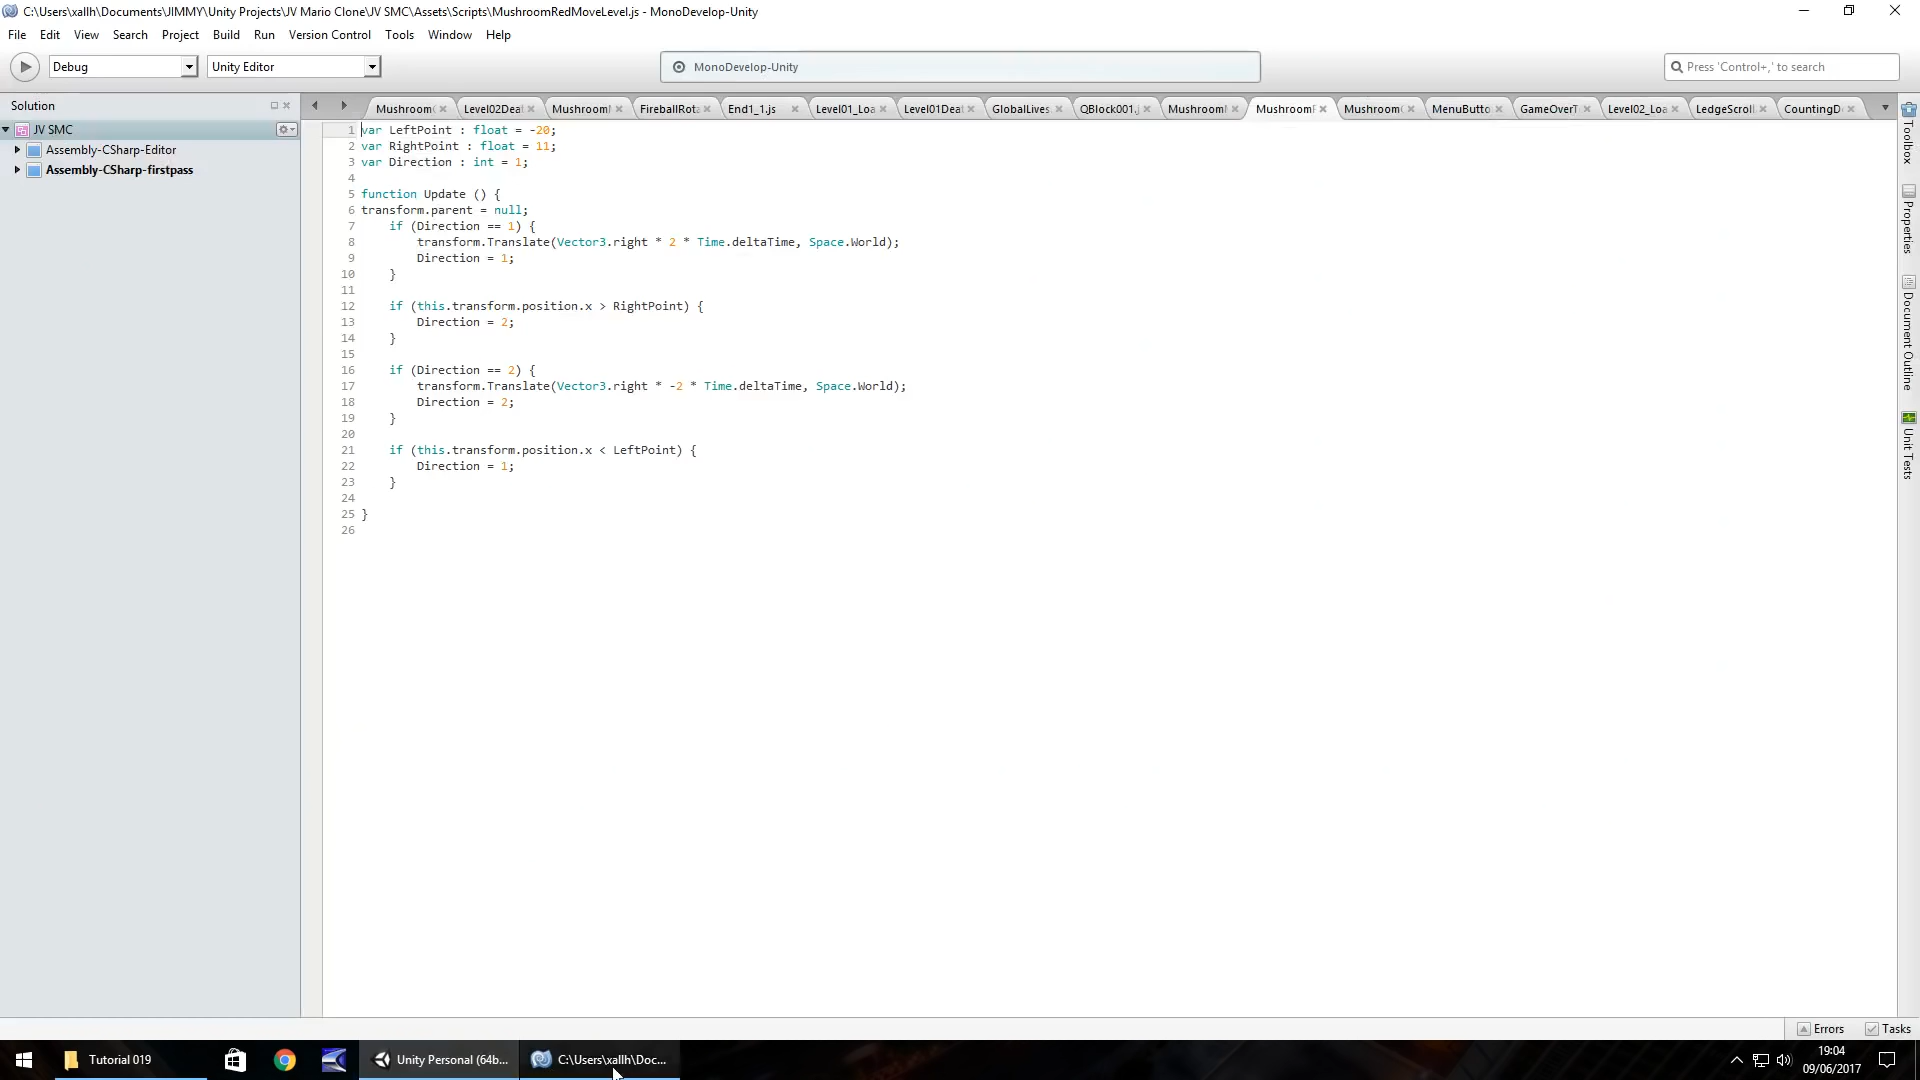 C:\Users\xallh\Documents\JIMMY\Unity Projects\JV Mario Clone\JV SMC\Assets\Scripts\MushroomRedMoveLevel.js - MonoDevelop-Unity
File Edit View Search Project Build Run Version Control Tools Window Help
Debug Unity Editor MonoDevelop-Unity Press 'Control+,' to search
Solution
Mushroom( Level02Dea Mushroom FireballRot End1_1.js Level01_Loa Level01Dea GlobalLives. QBlock001.j Mushroom Mushroom Mushroom( MenuButto GameOverT Level02_Loa LedgeScroll. CountingD
JV SMC
Assembly-CSharp-Editor
Assembly-CSharp-firstpass
1 var LeftPoint : float = -20;
2 var RightPoint : float = 11;
3 var Direction : int = 1;
4
5 function Update () {
6 transform.parent = null;
7 if (Direction == 1) {
8 transform.Translate(Vector3.right * 2 * Time.deltaTime, Space.World);
9 Direction = 1;
10 }
11
12 if (this.transform.position.x > RightPoint) {
13 Direction = 2;
14 }
15
16 if (Direction == 2) {
17 transform.Translate(Vector3.right * -2 * Time.deltaTime, Space.World);
18 Direction = 2;
19 }
20
21 if (this.transform.position.x < LeftPoint) {
22 Direction = 1;
23 }
24
25 }
26
Toolbox
Properties
Document Outline
Unit Tests
Errors Tasks
Tutorial 019 Unity Personal (64b... C:\Users\xallh\Doc... 19:04
09/06/2017